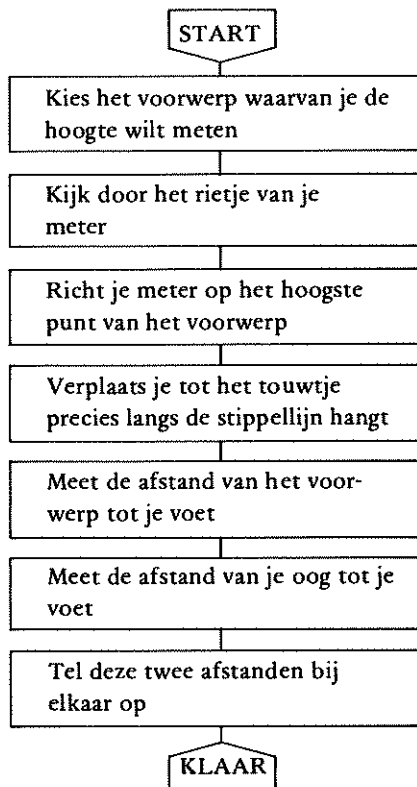 START
Kies het voorwerp waarvan je de
hoogte wilt meten
Kijk door het rietje van je
meter
Richt je meter op het hoogste
punt van het voorwerp
Verplaats je tot het touwtje
precies langs de stippellijn hangt
Meet de afstand van het voor-
werp tot je voet
Meet de afstand van je oog tot je
voet
Tel deze twee afstanden bij
elkaar op
KLAAR